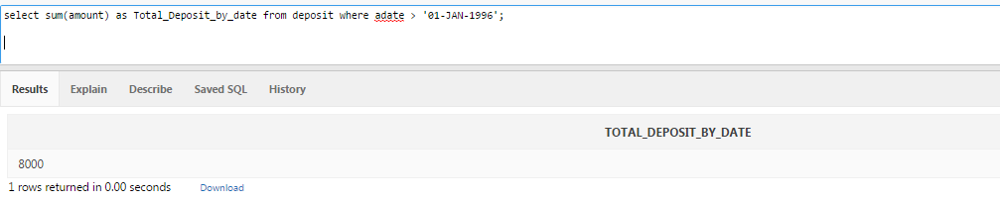 select sum(amount) as Total_Deposit_by_date from deposit where adate > '01-JAN-1996';
Results Explain Describe Saved SQL History
TOTAL_DEPOSIT_BY_DATE
8000
1 rows returned in 0.00 seconds Download